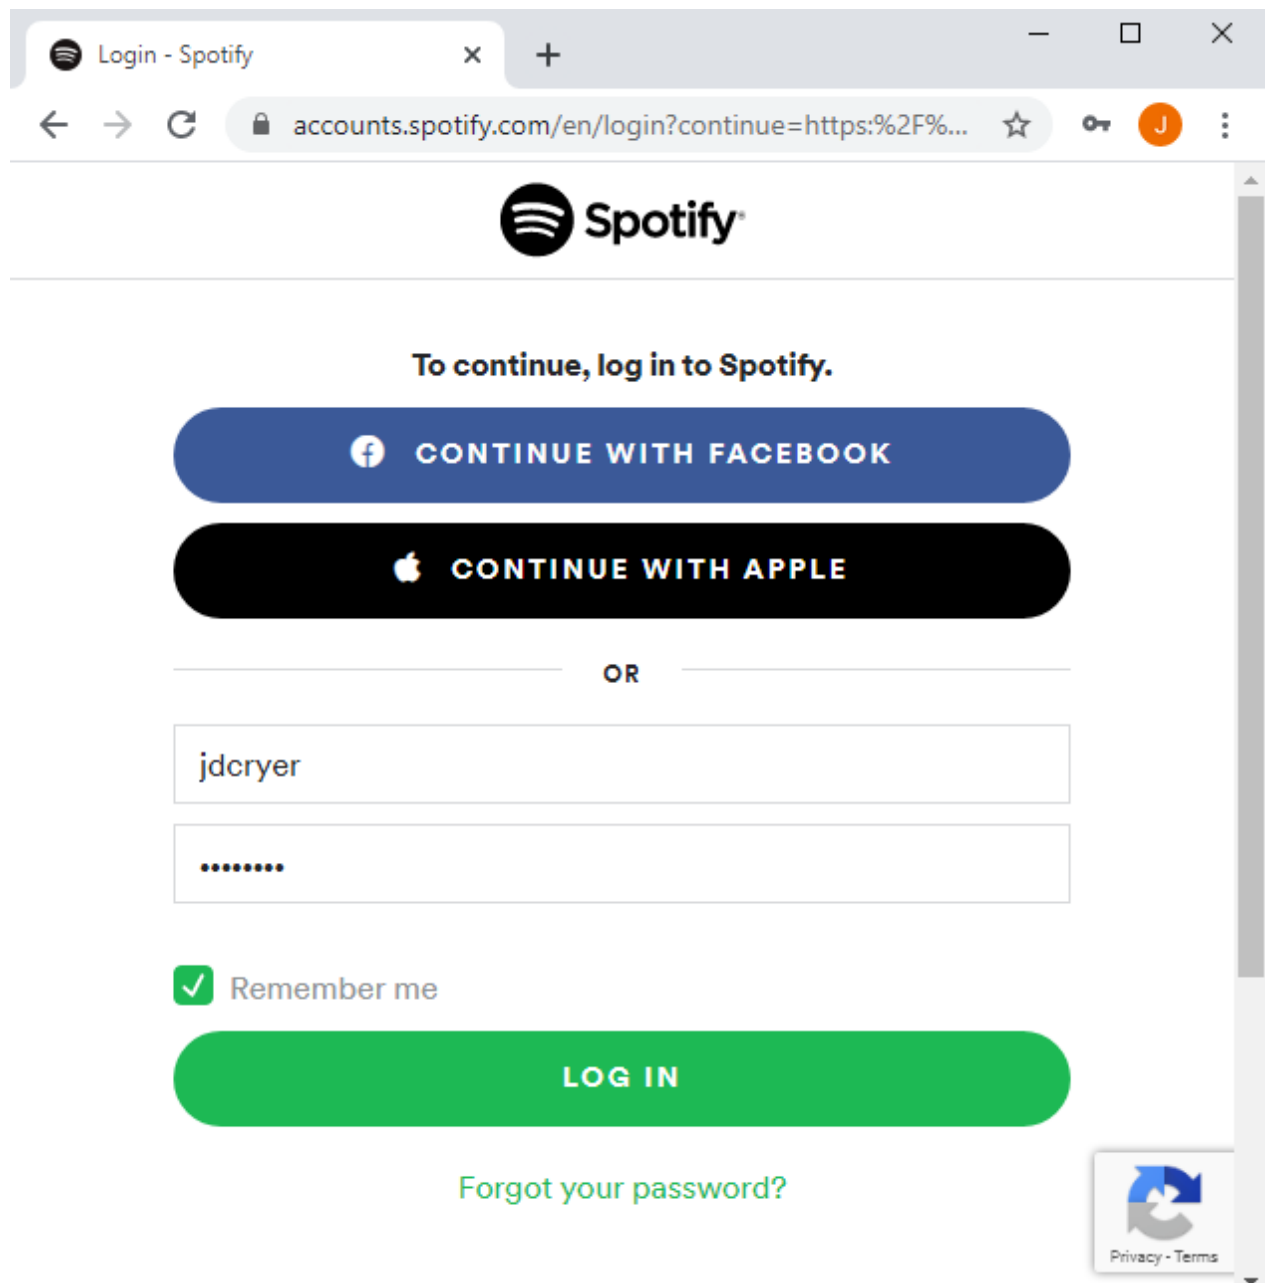 Login - Spotify
accounts.spotify.com/en/login?continue=https:%2F%...
J
Spotify®
To continue, log in to Spotify.
CONTINUE WITH FACEBOOK
CONTINUE WITH APPLE
OR
jdcryer
••••••••
Remember me
LOG IN
Forgot your password?
Privacy - Terms